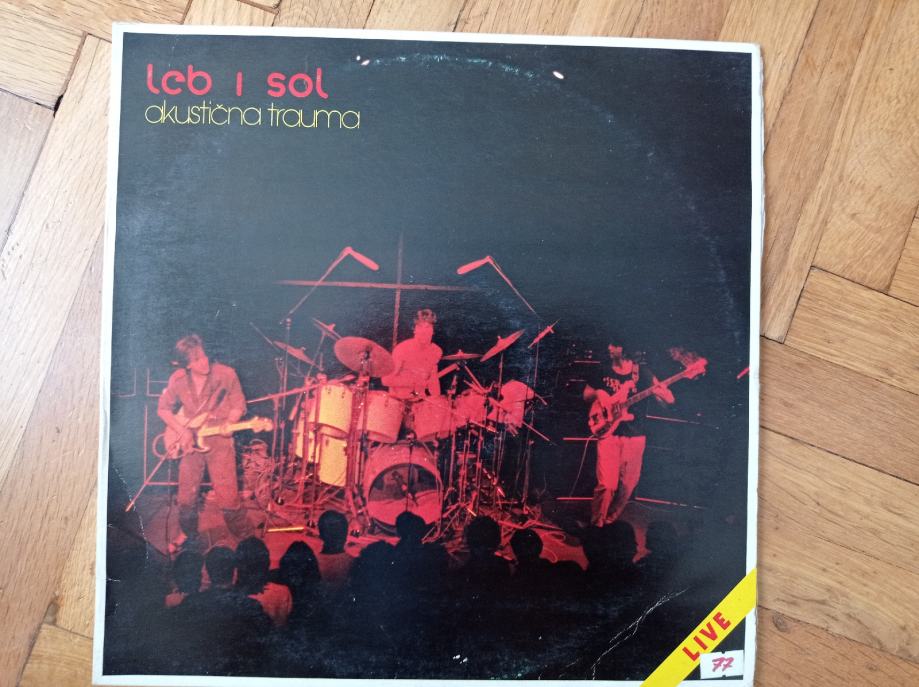 leb i sol
akustična trauma
LIVE
77